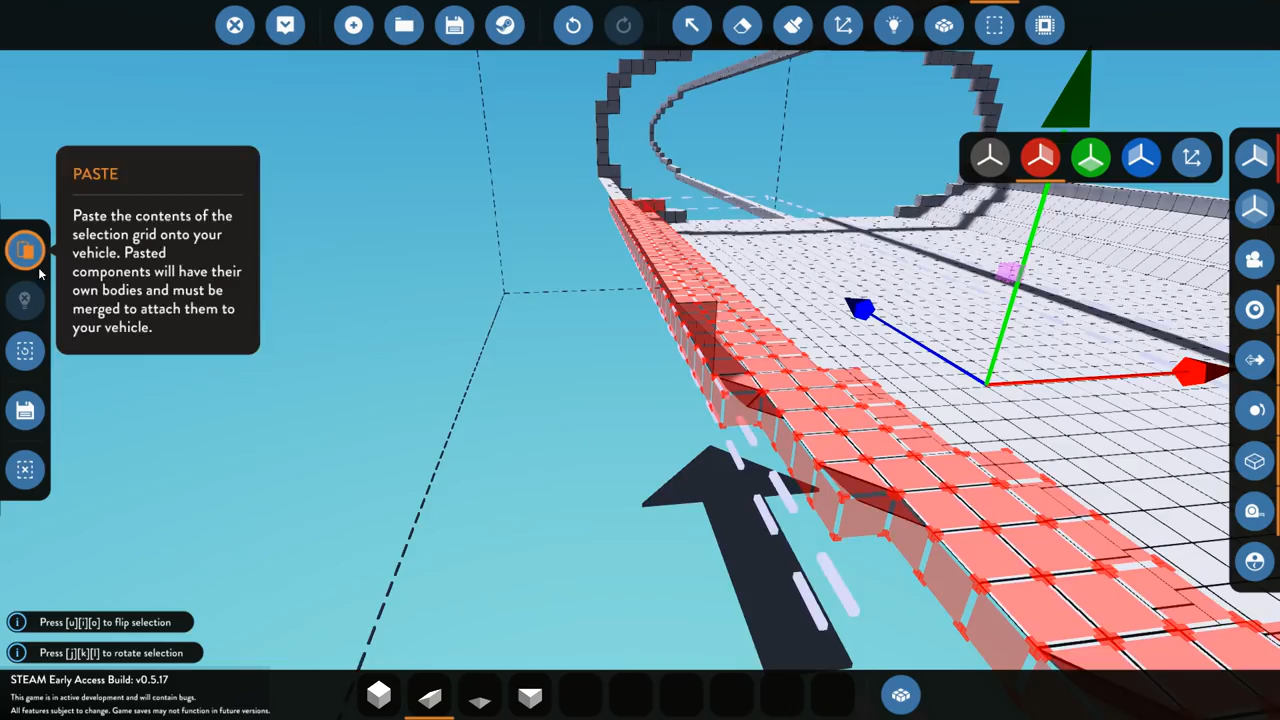 PASTE
Paste the contents of the
selection grid onto your
vehicle. Pasted
components will have their
own bodies and must be
merged to attach them to
your vehicle.
Press [u][i][o] to flip selection
Press [j][k][l] to rotate selection
STEAM Early Access Build: v0.5.17
This game is in active development and will contain bugs.
All features subject to change. Game saves may not function in future versions.